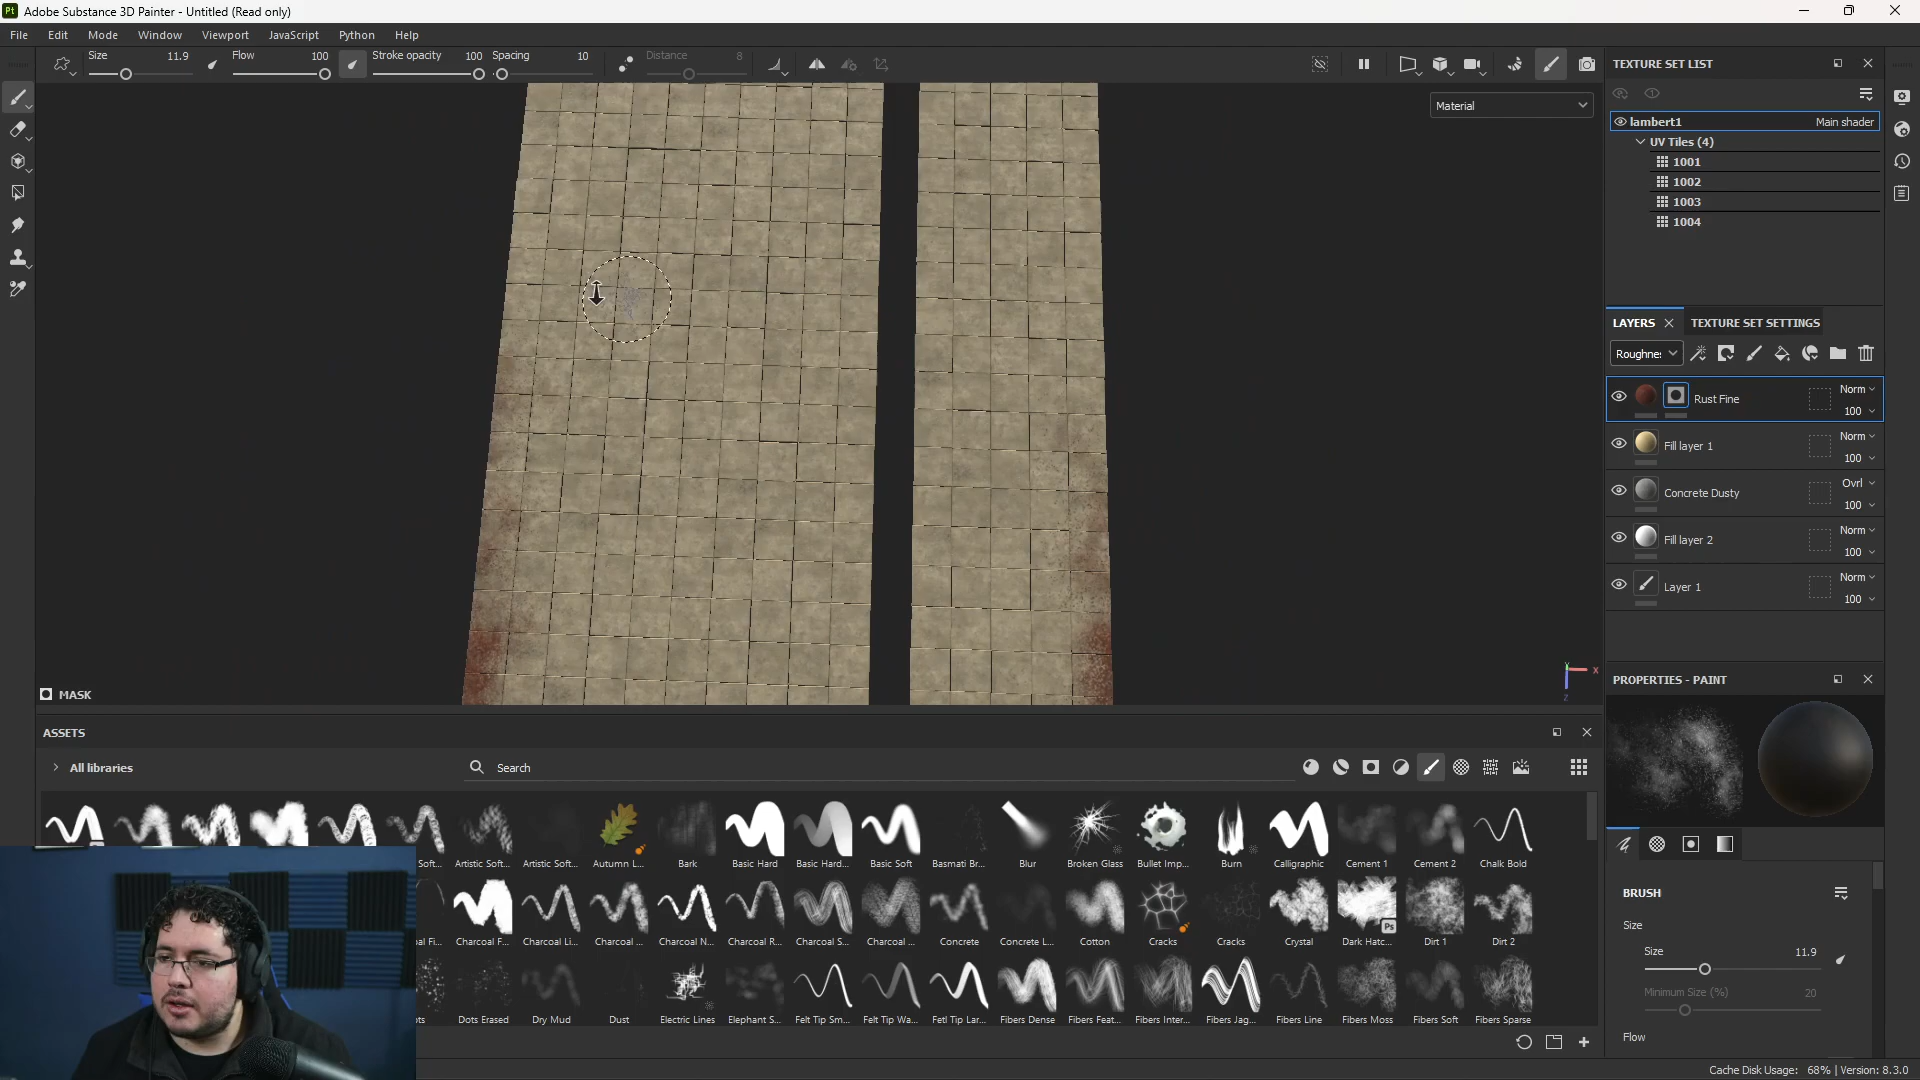 Adobe Substance 3D Painter - Untitled (Read only)
File Edit Mode Window Viewport JavaScript Python Help
Size 11.9 Flow 100 Stroke opacity 100 Spacing 10 Distance 8
Material
MASK
X
TEXTURE SET LIST
lambert1 Main shader
UV Tiles (4)
1001
1002
1003
1004
LAYERS TEXTURE SET SETTINGS
Roughne
Rust Fine Norm 100
Fill layer 1 Norm 100
Concrete Dusty Ovrl 100
Fill layer 2 Norm 100
Layer 1 Norm 100
PROPERTIES - PAINT
BRUSH
Size
Size 11.9
Minimum Size (%) 20
Flow
ASSETS
All libraries Search
Soft... Artistic Soft... Artistic Soft... Autumn L... Bark Basic Hard Basic Hard... Basic Soft Basmati Br... Blur Broken Glass Bullet Imp... Burn Calligraphic Cement 1 Cement 2 Chalk Bold
al Fi... Charcoal F... Charcoal Li... Charcoal ... Charcoal N... Charcoal R... Charcoal S... Charcoal ... Concrete Concrete L... Cotton Cracks Cracks Crystal Dark Hatc... Dirt 1 Dirt 2
Ps
ots Dots Erased Dry Mud Dust Electric Lines Elephant S... Felt Tip Sm... Felt Tip Wa... Fetl Tip Lar... Fibers Dense Fibers Feat... Fibers Inter... Fibers Jag... Fibers Line Fibers Moss Fibers Soft Fibers Sparse
Cache Disk Usage: 68% | Version: 8.3.0